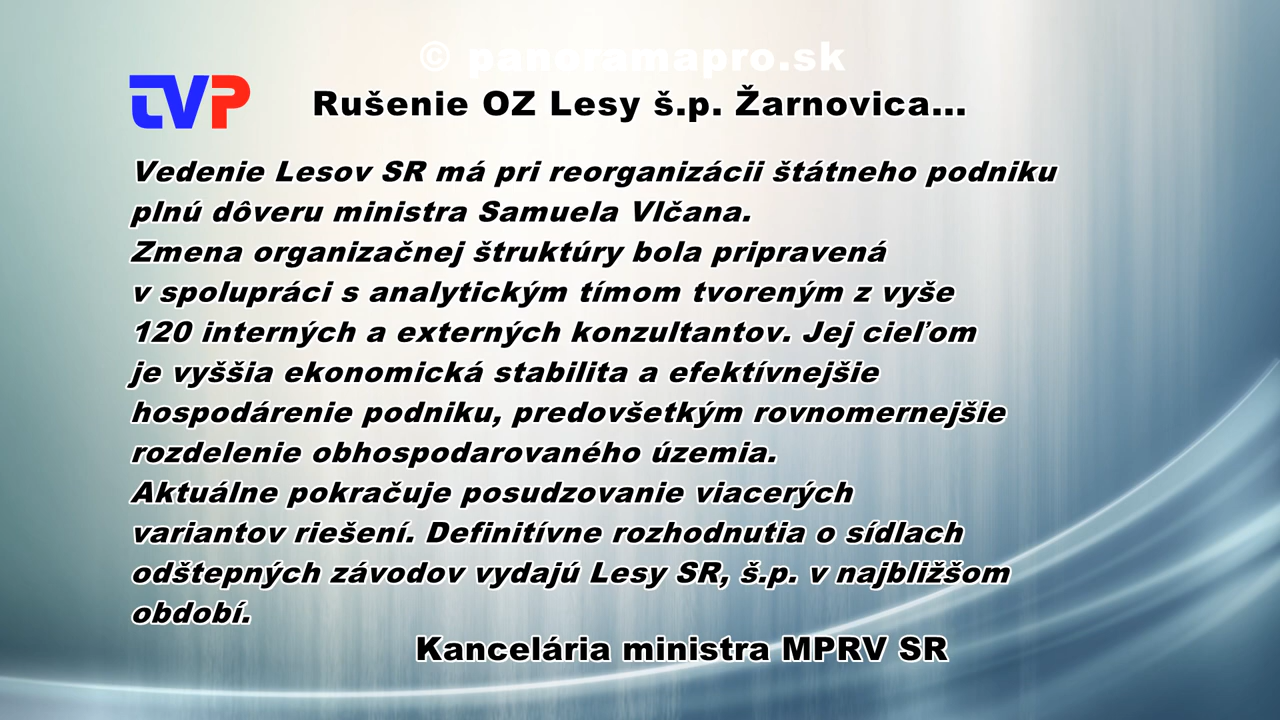 © panoramapro.sk
TVP
Rušenie OZ Lesy š.p. Žarnovica...
Vedenie Lesov SR má pri reorganizácii štátneho podniku
plnú dôveru ministra Samuela Vlčana.
Zmena organizačnej štruktúry bola pripravená
v spolupráci s analytickým tímom tvoreným z vyše
120 interných a externých konzultantov. Jej cieľom
je vyššia ekonomická stabilita a efektívnejšie
hospodárenie podniku, predovšetkým rovnomernejšie
rozdelenie obhospodarovaného územia.
Aktuálne pokračuje posudzovanie viacerých
variantov riešení. Definitívne rozhodnutia o sídlach
odštepných závodov vydajú Lesy SR, š.p. v najbližšom
období.
Kancelária ministra MPRV SR